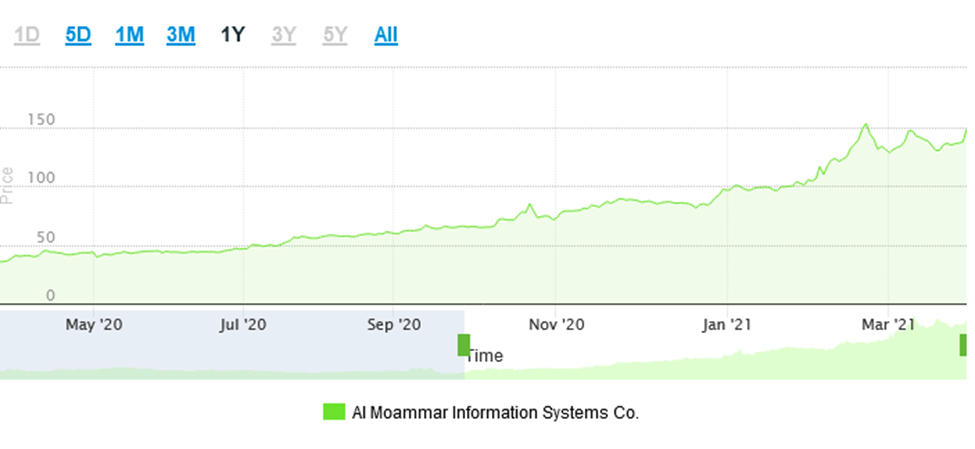 1D 5D 1M 3M 1Y 3Y 5Y All
150
100
50
0
Price
May '20 Jul '20 Sep '20 Nov '20 Jan '21 Mar '21
Time
Al Moammar Information Systems Co.